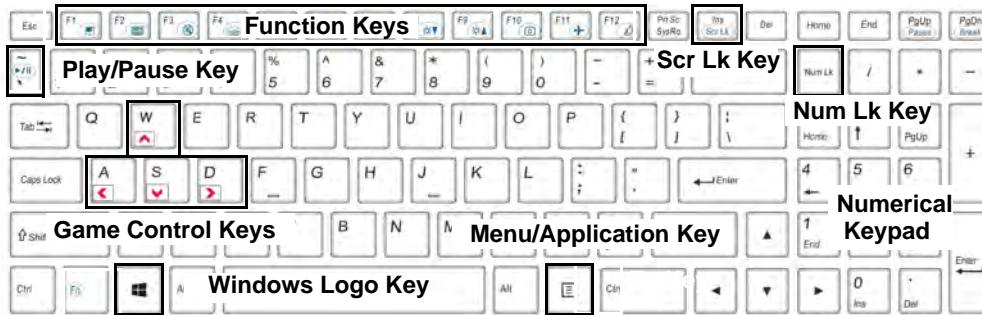 Esc F1 F2 F3 F4 Function Keys F9 F10 F11 F12 Prt Sc SysRq Ins Scr Lk Del Home End PgUp Pause PgDn Break
~ ▶/II ` Play/Pause Key % 5 ^ 6 & 7 * 8 ( 9 ) 0 _ - + = Scr Lk Key Num Lk / * -
Tab Q W E R T Y U I O P { [ } ] | \ Num Lk Key Home PgUp +
Caps Lock A S D F G H J K L : ; " ' Enter 4 5 6
Shift Game Control Keys B N M Menu/Application Key 1 End Numerical Keypad
Ctrl Fn Windows Logo Key Alt Ctrl 0 Ins . Del Enter